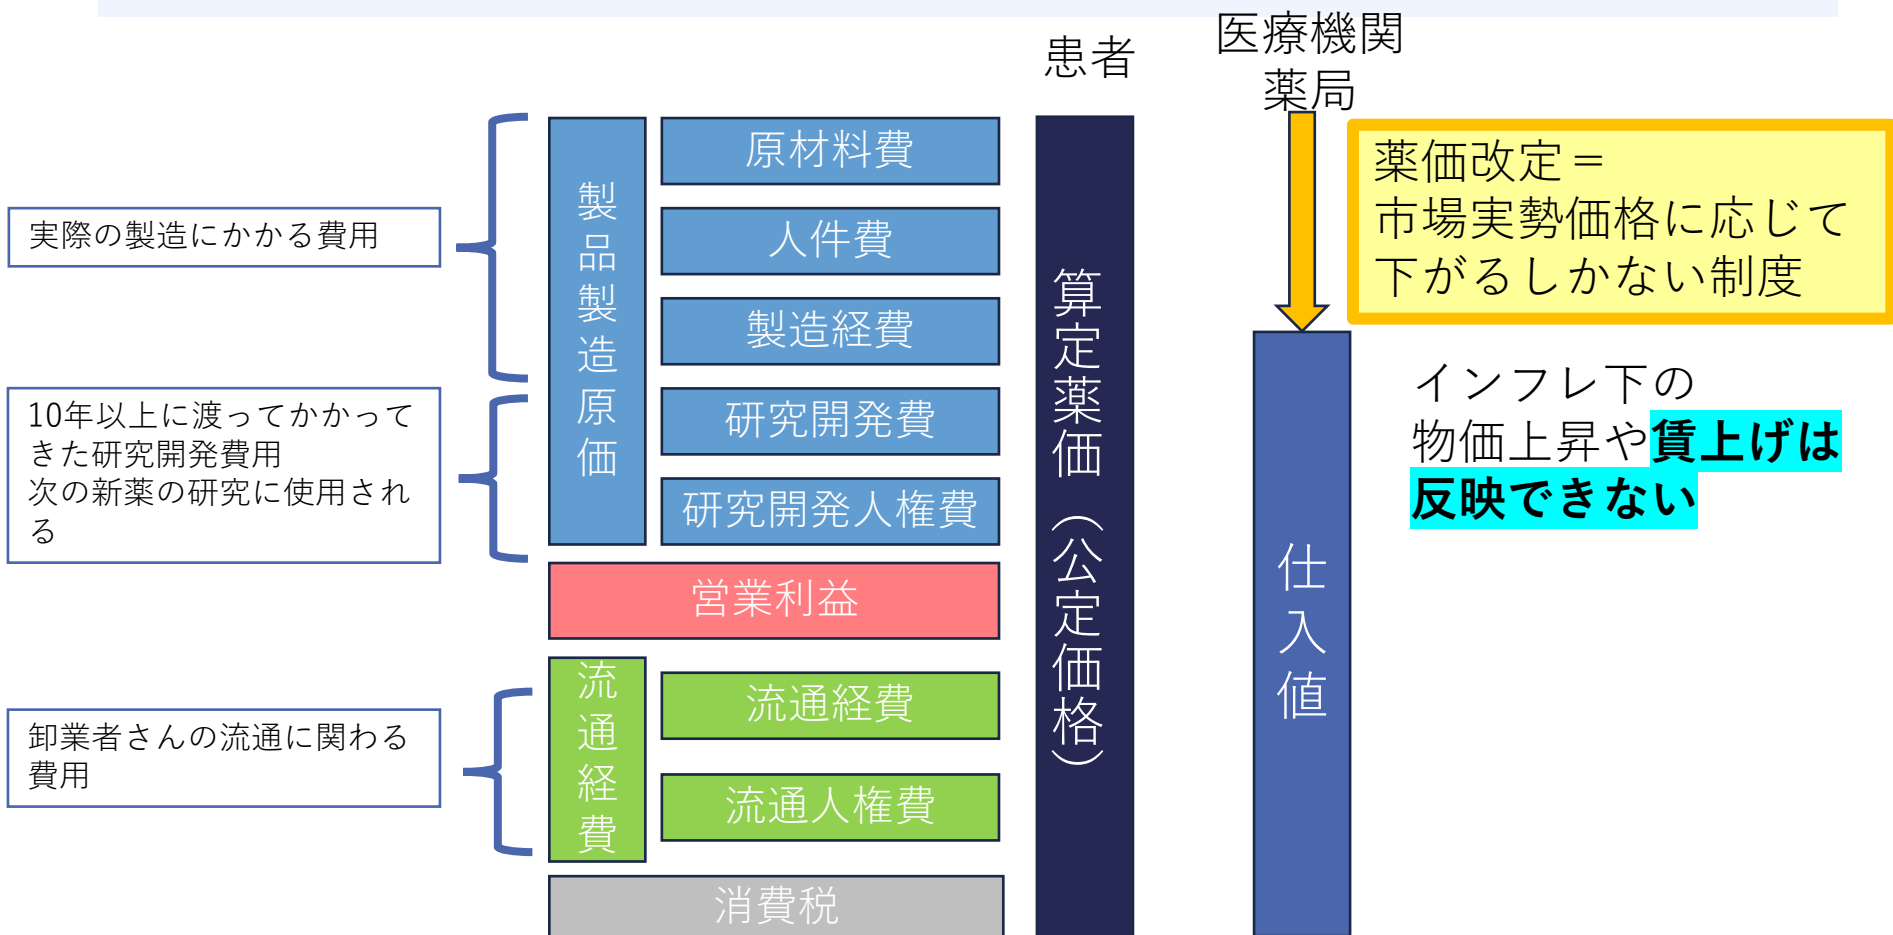 患者
医療機関
薬局
実際の製造にかかる費用
10年以上に渡ってかかって
きた研究開発費用
次の新薬の研究に使用され
る
卸業者さんの流通に関わる
費用
製品製造原価
原材料費
人件費
製造経費
研究開発費
研究開発人権費
営業利益
流通経費
流通経費
流通人権費
消費税
算定薬価（公定価格）
仕入値
薬価改定＝
市場実勢価格に応じて
下がるしかない制度
インフレ下の
物価上昇や賃上げは
反映できない